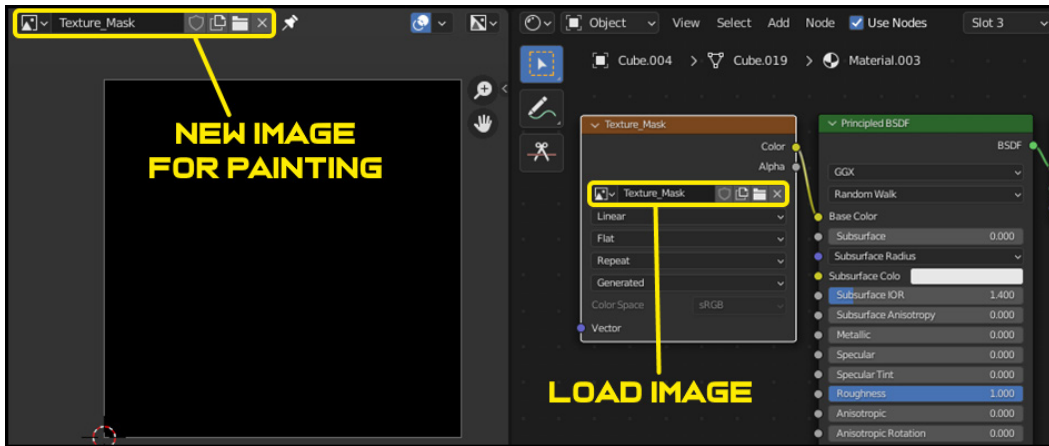 Texture_Mask
Object View Select Add Node Use Nodes Slot 3
Cube.004 > Cube.019 > Material.003
NEW IMAGE
FOR PAINTING
Texture_Mask
Color
Alpha
Texture_Mask
Linear
Flat
Repeat
Generated
Color Space sRGB
Vector
LOAD IMAGE
Principled BSDF
BSDF
GGX
Random Walk
Base Color
Subsurface 0.000
Subsurface Radius
Subsurface Colo
Subsurface IOR 1.400
Subsurface Anisotropy 0.000
Metallic 0.000
Specular 0.000
Specular Tint 0.000
Roughness 1.000
Anisotropic 0.000
Anisotropic Rotation 0.000